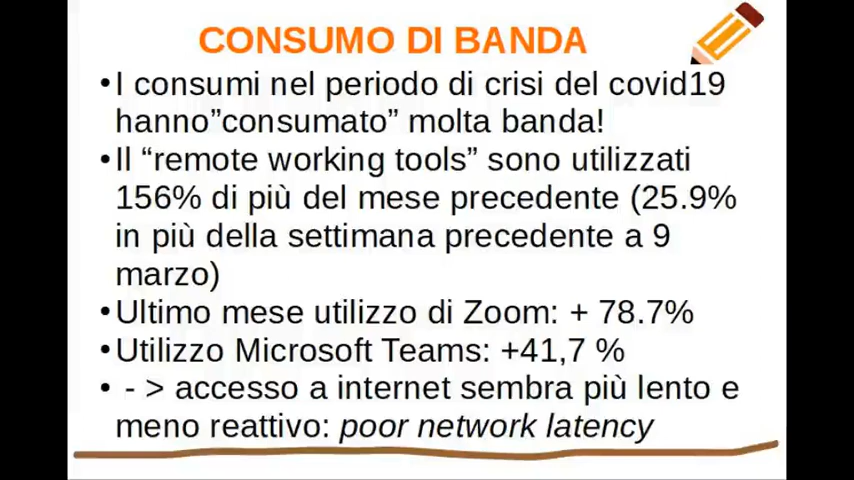 CONSUMO DI BANDA
•I consumi nel periodo di crisi del covid19
hanno”consumato” molta banda!
•Il “remote working tools” sono utilizzati
156% di più del mese precedente (25.9%
in più della settimana precedente a 9
marzo)
•Ultimo mese utilizzo di Zoom: + 78.7%
•Utilizzo Microsoft Teams: +41,7 %
• - > accesso a internet sembra più lento e
meno reattivo: poor network latency